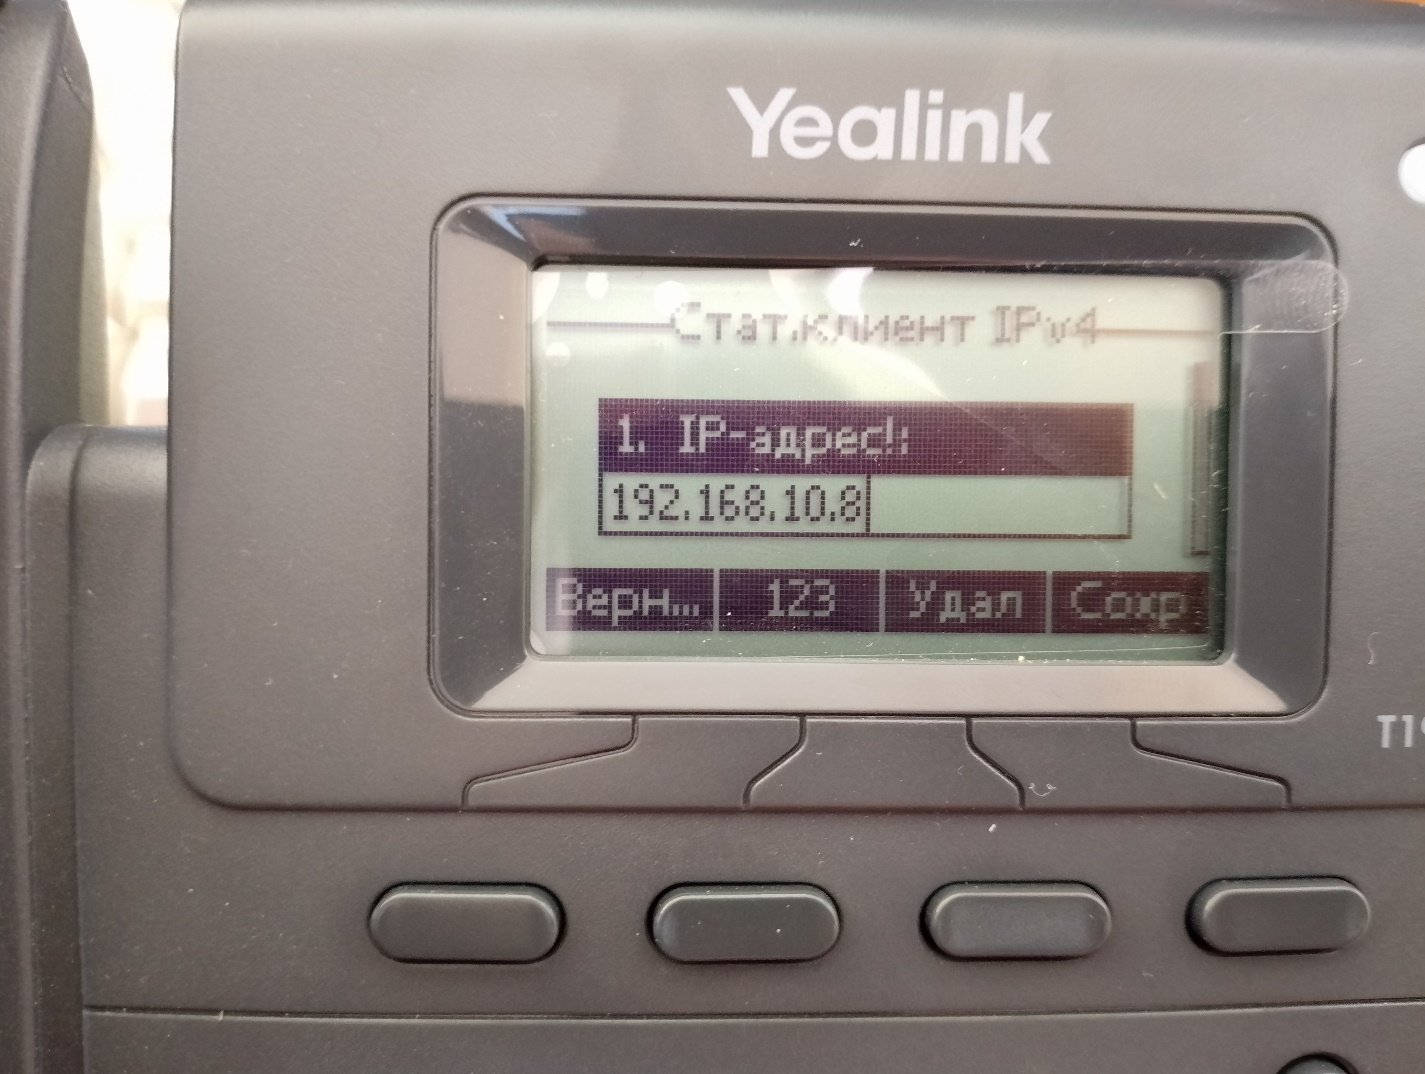 Yealink
Стат.клиент IPv4
1. IP-адрес!:
192.168.10.8
Верн... 123 Удал Сохр